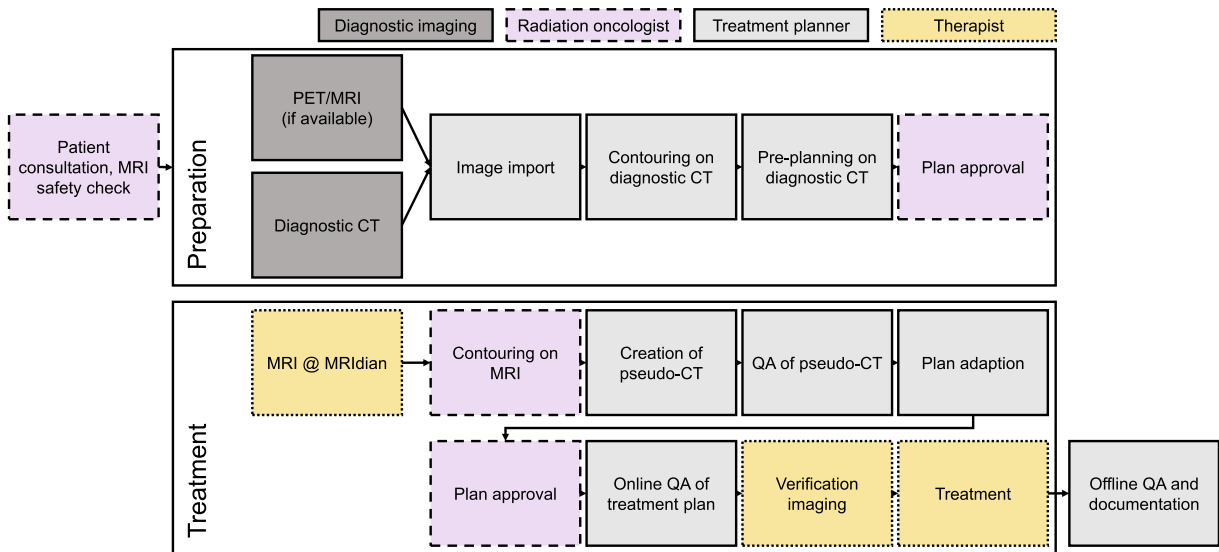 Diagnostic imaging
Radiation oncologist
Treatment planner
Therapist
Patient
consultation, MRI
safety check
Preparation
PET/MRI
(if available)
Diagnostic CT
Image import
Contouring on
diagnostic CT
Pre-planning on
diagnostic CT
Plan approval
Treatment
MRI @ MRIdian
Contouring on
MRI
Creation of
pseudo-CT
QA of pseudo-CT
Plan adaption
Plan approval
Online QA of
treatment plan
Verification
imaging
Treatment
Offline QA and
documentation